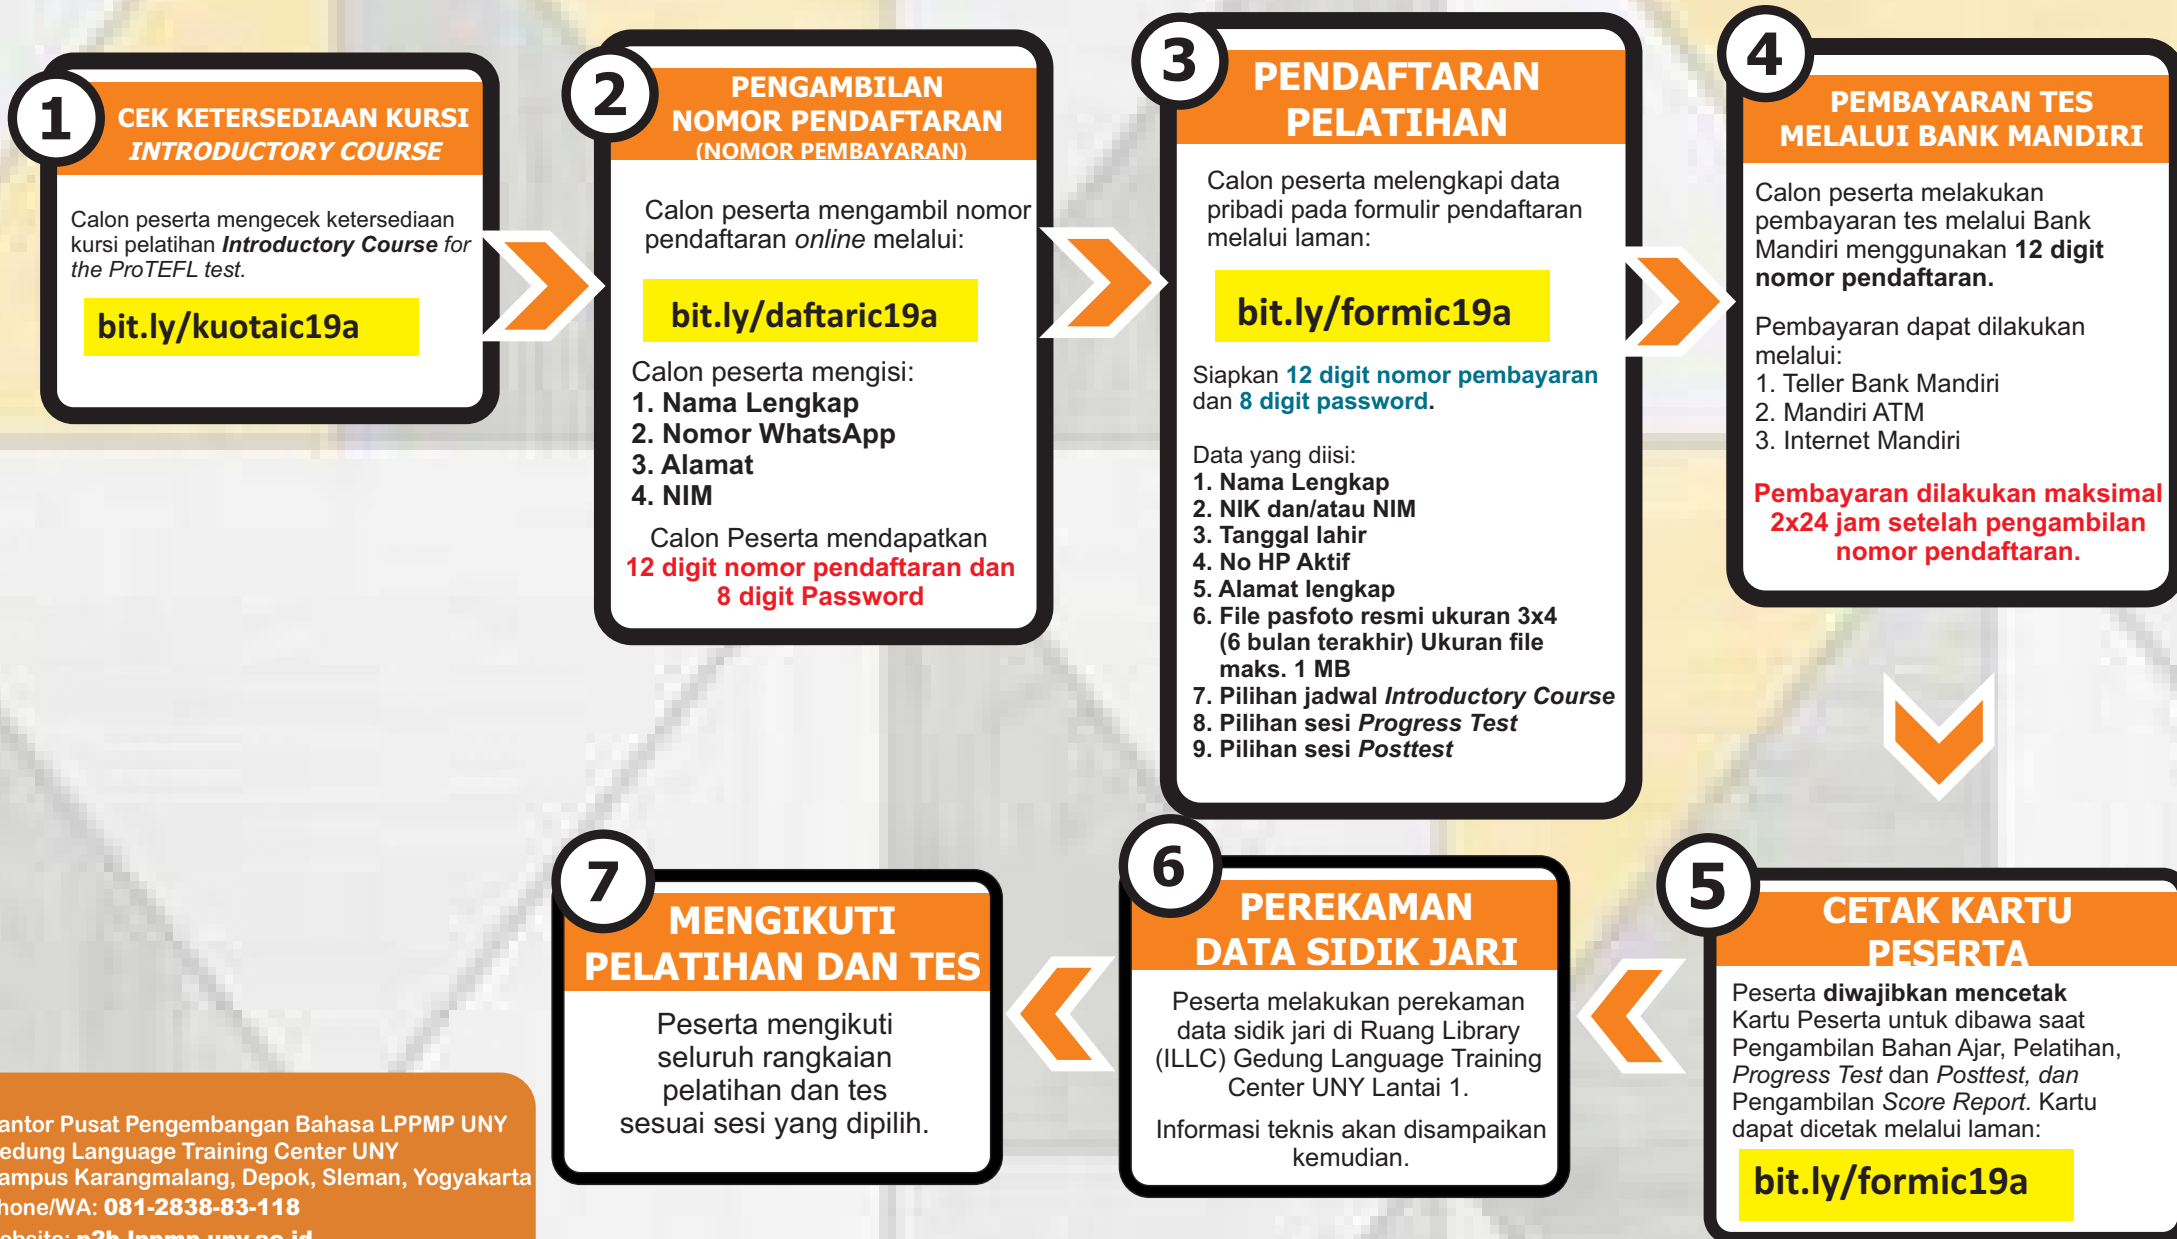 1
CEK KETERSEDIAAN KURSI
INTRODUCTORY COURSE
Calon peserta mengecek ketersediaan
kursi pelatihan Introductory Course for
the ProTEFL test.
bit.ly/kuotaic19a
2
PENGAMBILAN
NOMOR PENDAFTARAN
(NOMOR PEMBAYARAN)
Calon peserta mengambil nomor
pendaftaran online melalui:
bit.ly/daftaric19a
Calon peserta mengisi:
1. Nama Lengkap
2. Nomor WhatsApp
3. Alamat
4. NIM
Calon Peserta mendapatkan
12 digit nomor pendaftaran dan
8 digit Password
3
PENDAFTARAN
PELATIHAN
Calon peserta melengkapi data
pribadi pada formulir pendaftaran
melalui laman:
bit.ly/formic19a
Siapkan 12 digit nomor pembayaran
dan 8 digit password.
Data yang diisi:
1. Nama Lengkap
2. NIK dan/atau NIM
3. Tanggal lahir
4. No HP Aktif
5. Alamat lengkap
6. File pasfoto resmi ukuran 3x4
(6 bulan terakhir) Ukuran file
maks. 1 MB
7. Pilihan jadwal Introductory Course
8. Pilihan sesi Progress Test
9. Pilihan sesi Posttest
4
PEMBAYARAN TES
MELALUI BANK MANDIRI
Calon peserta melakukan
pembayaran tes melalui Bank
Mandiri menggunakan 12 digit
nomor pendaftaran.
Pembayaran dapat dilakukan
melalui:
1. Teller Bank Mandiri
2. Mandiri ATM
3. Internet Mandiri
Pembayaran dilakukan maksimal
2x24 jam setelah pengambilan
nomor pendaftaran.
5
CETAK KARTU
PESERTA
Peserta diwajibkan mencetak
Kartu Peserta untuk dibawa saat
Pengambilan Bahan Ajar, Pelatihan,
Progress Test dan Posttest, dan
Pengambilan Score Report. Kartu
dapat dicetak melalui laman:
bit.ly/formic19a
6
PEREKAMAN
DATA SIDIK JARI
Peserta melakukan perekaman
data sidik jari di Ruang Library
(ILLC) Gedung Language Training
Center UNY Lantai 1.
Informasi teknis akan disampaikan
kemudian.
7
MENGIKUTI
PELATIHAN DAN TES
Peserta mengikuti
seluruh rangkaian
pelatihan dan tes
sesuai sesi yang dipilih.
antor Pusat Pengembangan Bahasa LPPMP UNY
edung Language Training Center UNY
ampus Karangmalang, Depok, Sleman, Yogyakarta
hone/WA: 081-2838-83-118
ebsite: p2b.lppmp.uny.ac.id